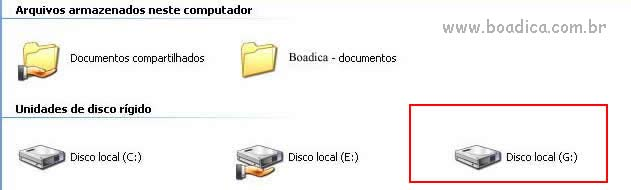 Arquivos armazenados neste computador
www.boadica.com.br
Documentos compartilhados
Boadica - documentos
Unidades de disco rígido
Disco local (C:)
Disco local (E:)
Disco local (G:)